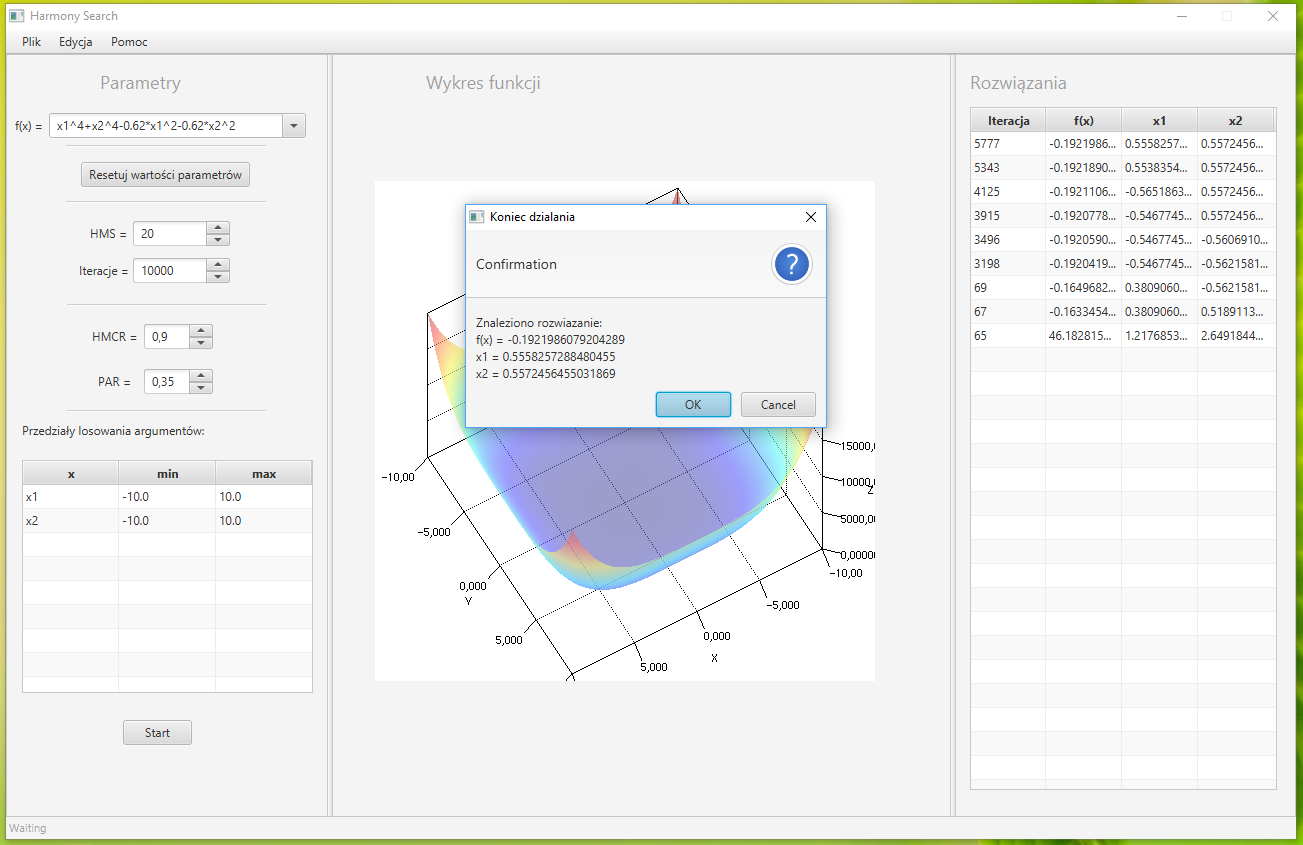 Harmony Search
Plik Edycja Pomoc
Parametry
f(x) = x1^4+x2^4-0.62*x1^2-0.62*x2^2
Resetuj wartości parametrów
HMS = 20
Iteracje = 10000
HMCR = 0,9
PAR = 0,35
Przedziały losowania argumentów:
x min max
x1 -10.0 10.0
x2 -10.0 10.0
Start
Waiting
Wykres funkcji
Koniec dzialania
Confirmation
?
Znaleziono rozwiazanie:
f(x) = -0.1921986079204289
x1 = 0.5558257288480455
x2 = 0.5572456455031869
OK Cancel
−10,00
−5,000
0,000
Y
5,000
5,000
X
0,000
−5,000
−10,00
0,00000
5000,0
10000,0
Z
15000,0
Rozwiązania
Iteracja f(x) x1 x2
5777 -0.1921986... 0.5558257... 0.5572456...
5343 -0.1921890... 0.5538354... 0.5572456...
4125 -0.1921106... -0.5651863... 0.5572456...
3915 -0.1920778... -0.5467745... 0.5572456...
3496 -0.1920590... -0.5467745... -0.5606910...
3198 -0.1920419... -0.5467745... -0.5621581...
69 -0.1649682... 0.3809060... -0.5621581...
67 -0.1633454... 0.3809060... 0.5189113...
65 46.182815... 1.2176853... 2.6491844...